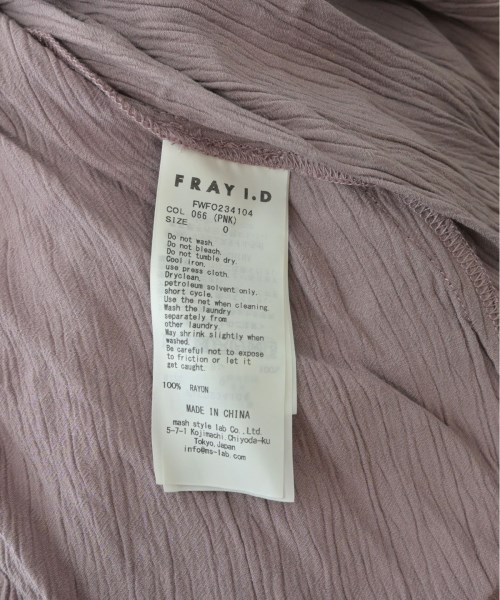 FRAY I.D
FWFO234104
COL 066 (PNK)
SIZE 0
Do not wash.
Do not bleach.
Do not tumble dry.
Cool iron,
use press cloth.
Dryclean,
petroleum solvent only,
short cycle.
Use the net when cleaning.
Wash the laundry
separately from
other laundry.
May shrink slightly when
washed.
Be careful not to expose
to friction or let it
get caught.
100% RAYON
MADE IN CHINA
mash style lab Co.,Ltd.
5-7-1 Kojimachi,Chiyoda-ku
Tokyo,Japan
info@ms-lab.com